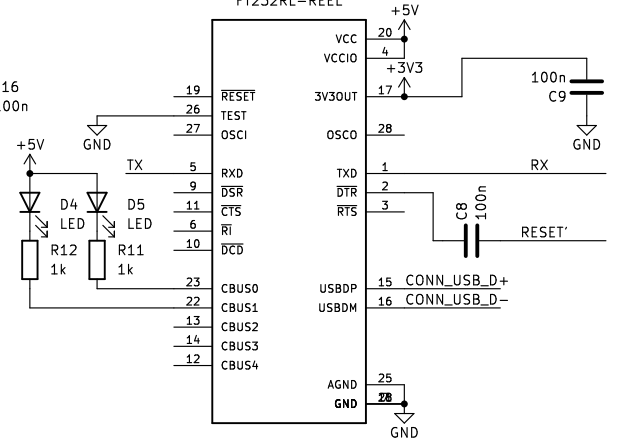 FT232RL-REEL
+5V
VCC 20
VCCIO 4
+3V3
16
100n
19 RESET 3V3OUT 17
100n
C9
26 TEST
27 OSCI OSCO 28
GND
GND
+5V
TX 5 RXD TXD 1 RX
9 DSR DTR 2
D4 LED
D5 LED
11 CTS RTS 3
C8 100n
6 RI
RESET'
10 DCD
R12 1k
R11 1k
23 CBUS0 USBDP 15 CONN_USB_D+
22 CBUS1 USBDM 16 CONN_USB_D-
13 CBUS2
14 CBUS3
12 CBUS4
AGND 25
GND
GND